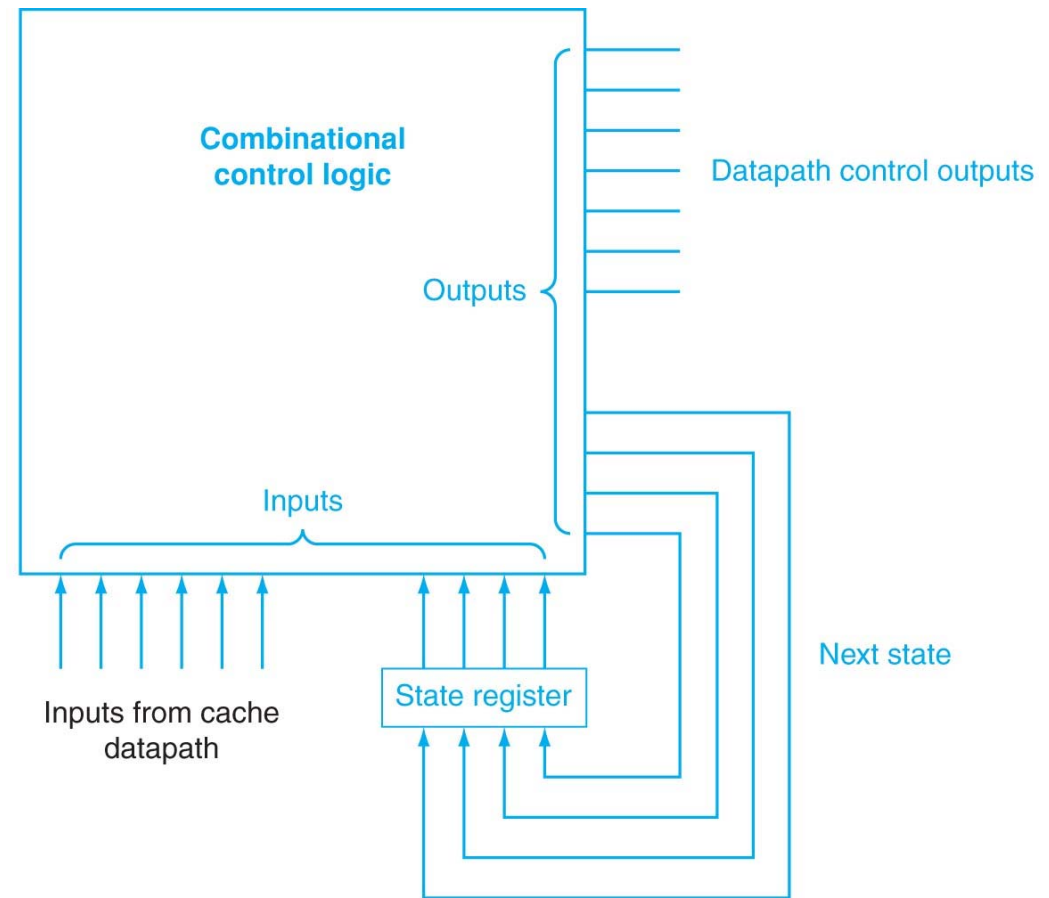 Combinational
control logic
Datapath control outputs
Outputs
Inputs
Next state
State register
Inputs from cache
datapath